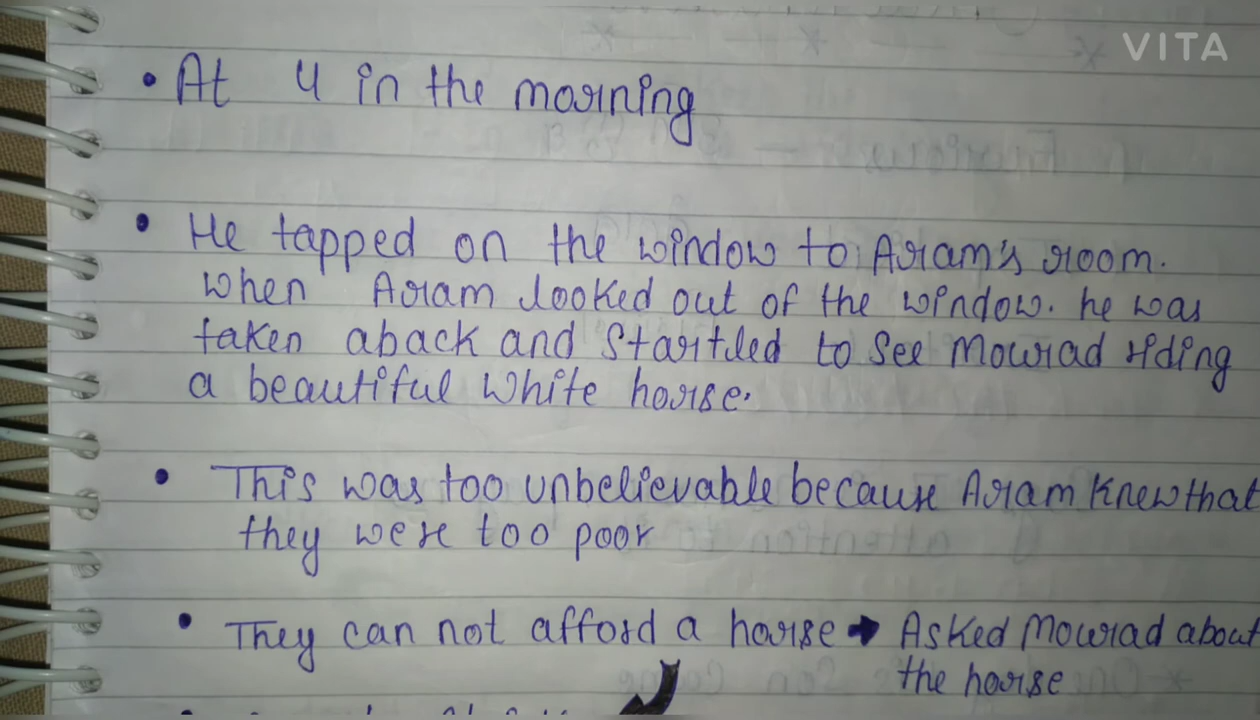 VITA
• At 4 in the morning
• He tapped on the window to Aram's room.
when Aram looked out of the window. he was
taken aback and startled to see Mourad riding
a beautiful white horse.
• This was too unbelievable because Aram knew that
they were too poor
• They can not afford a horse → Asked Mourad about
the horse